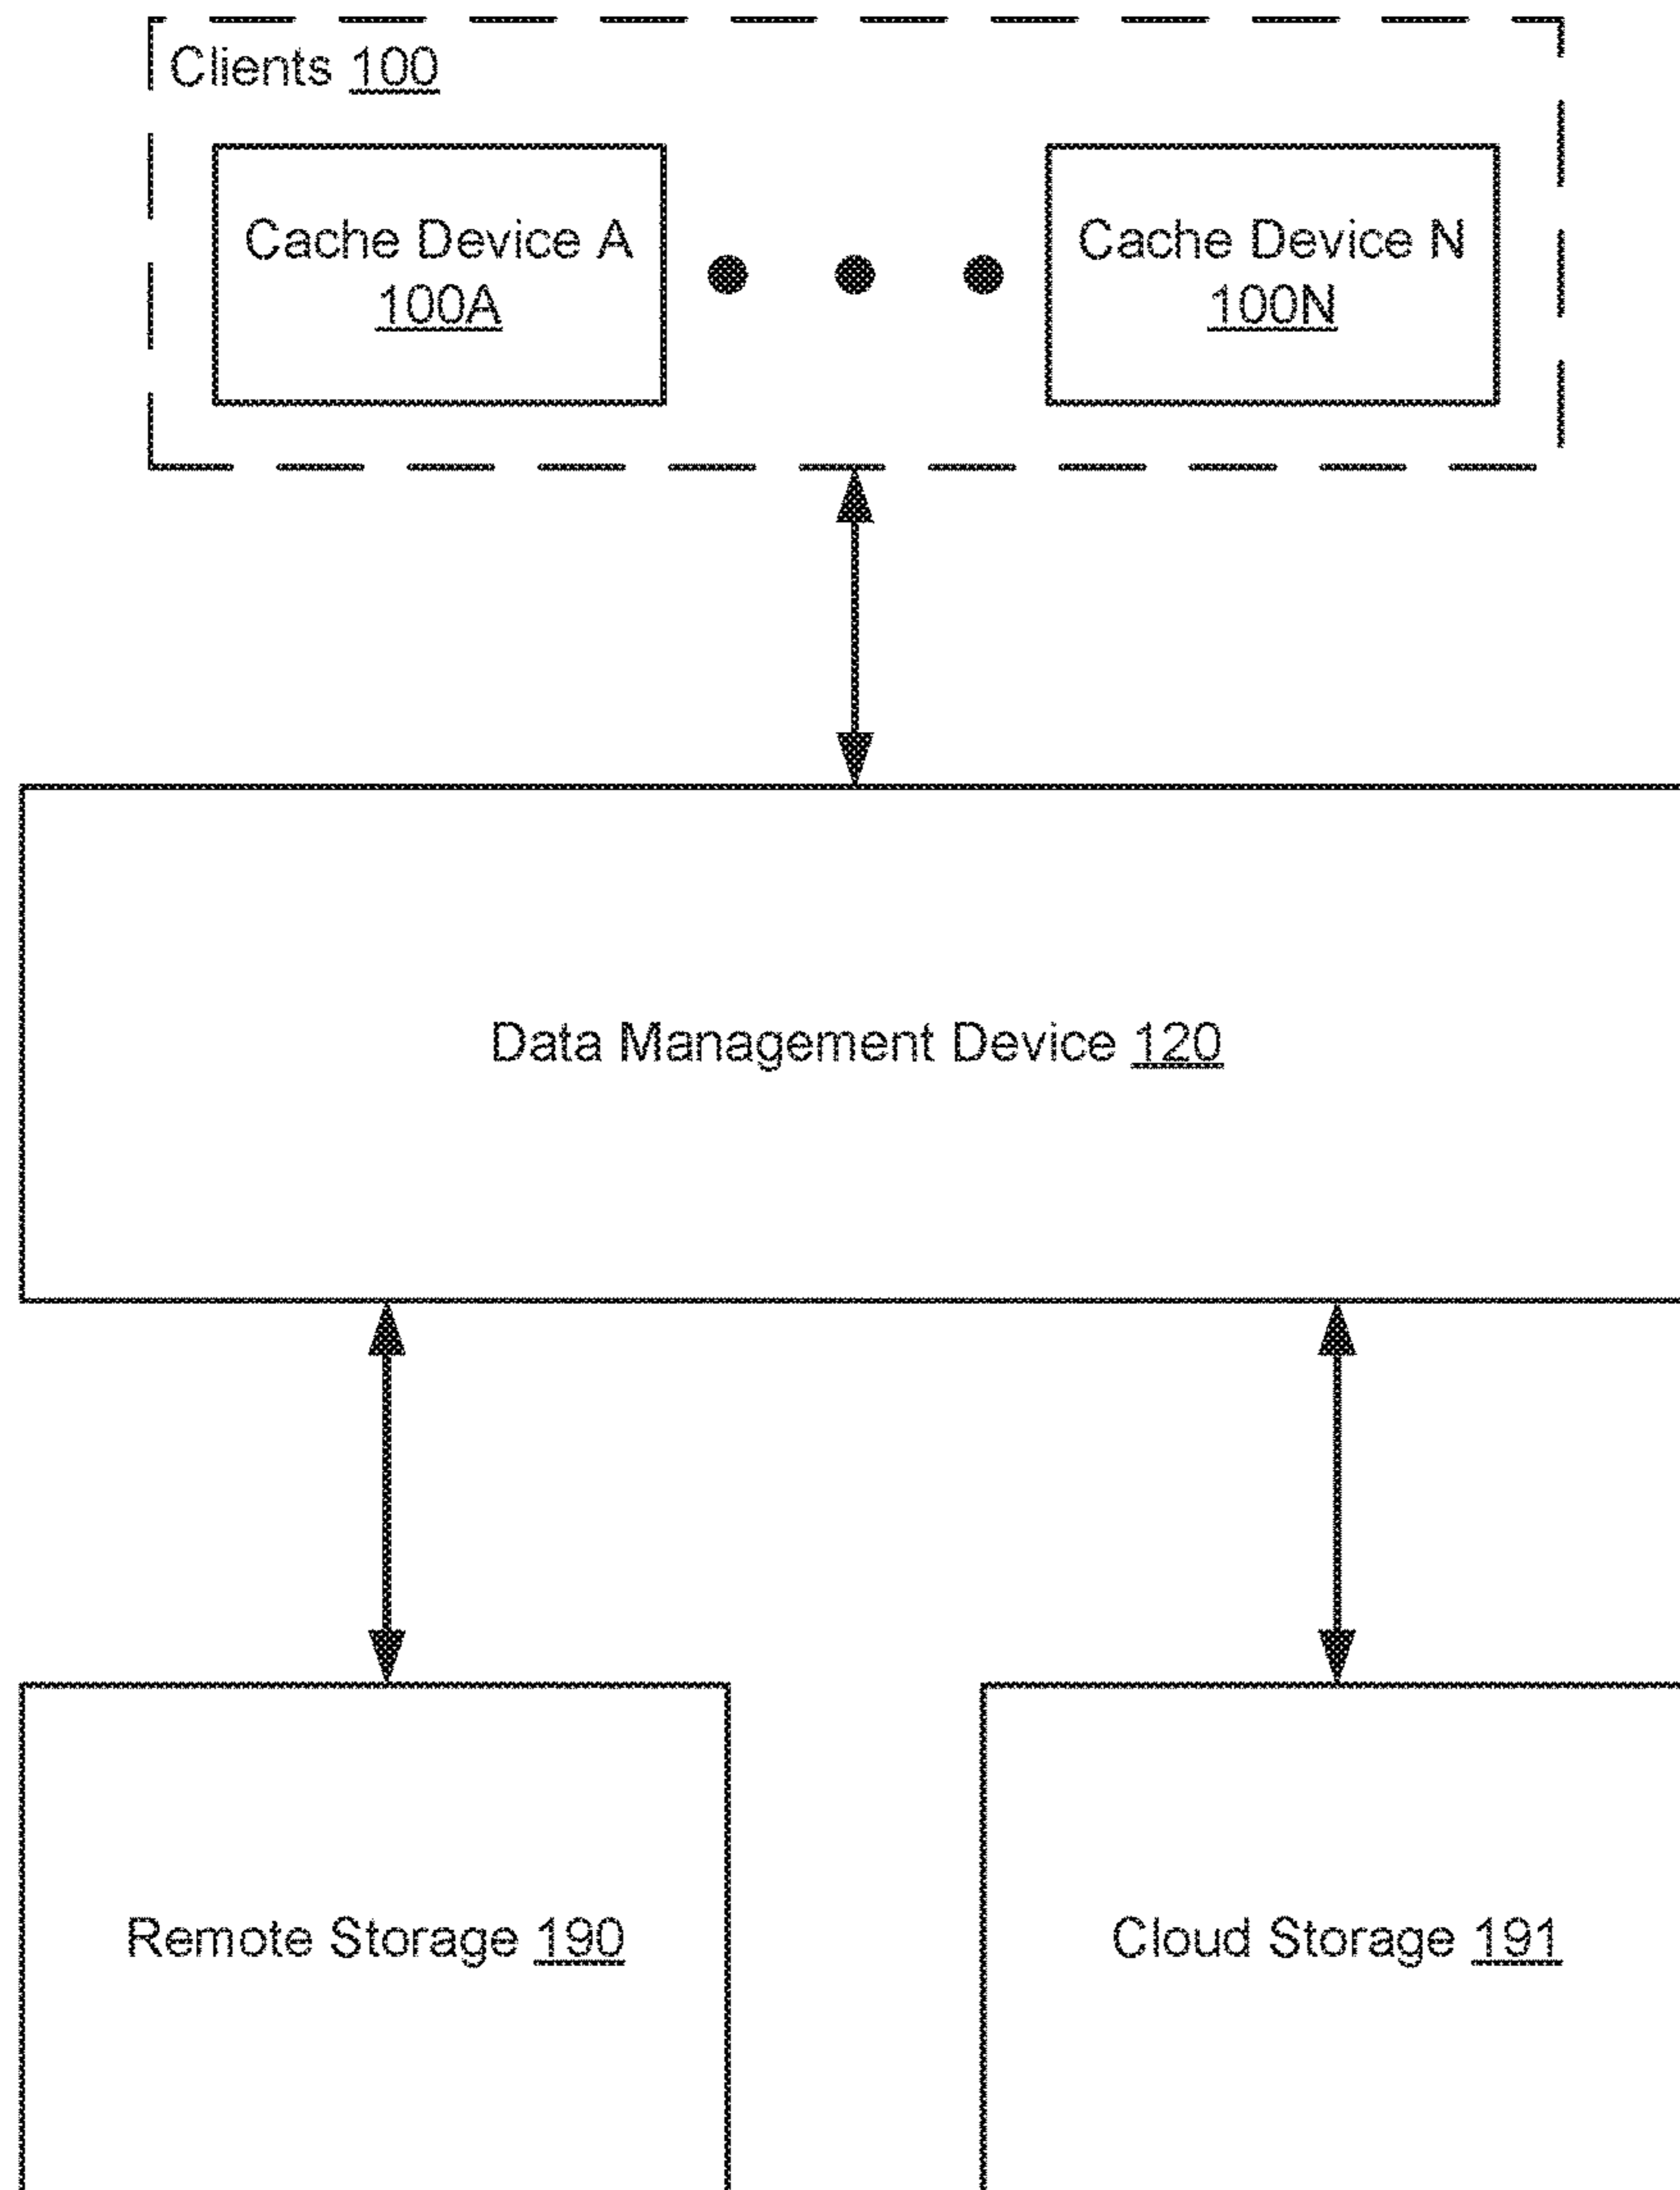 Clients 100
Cache Device A
100A
Cache Device N
100N
Data Management Device 120
Remote Storage 190
Cloud Storage 191